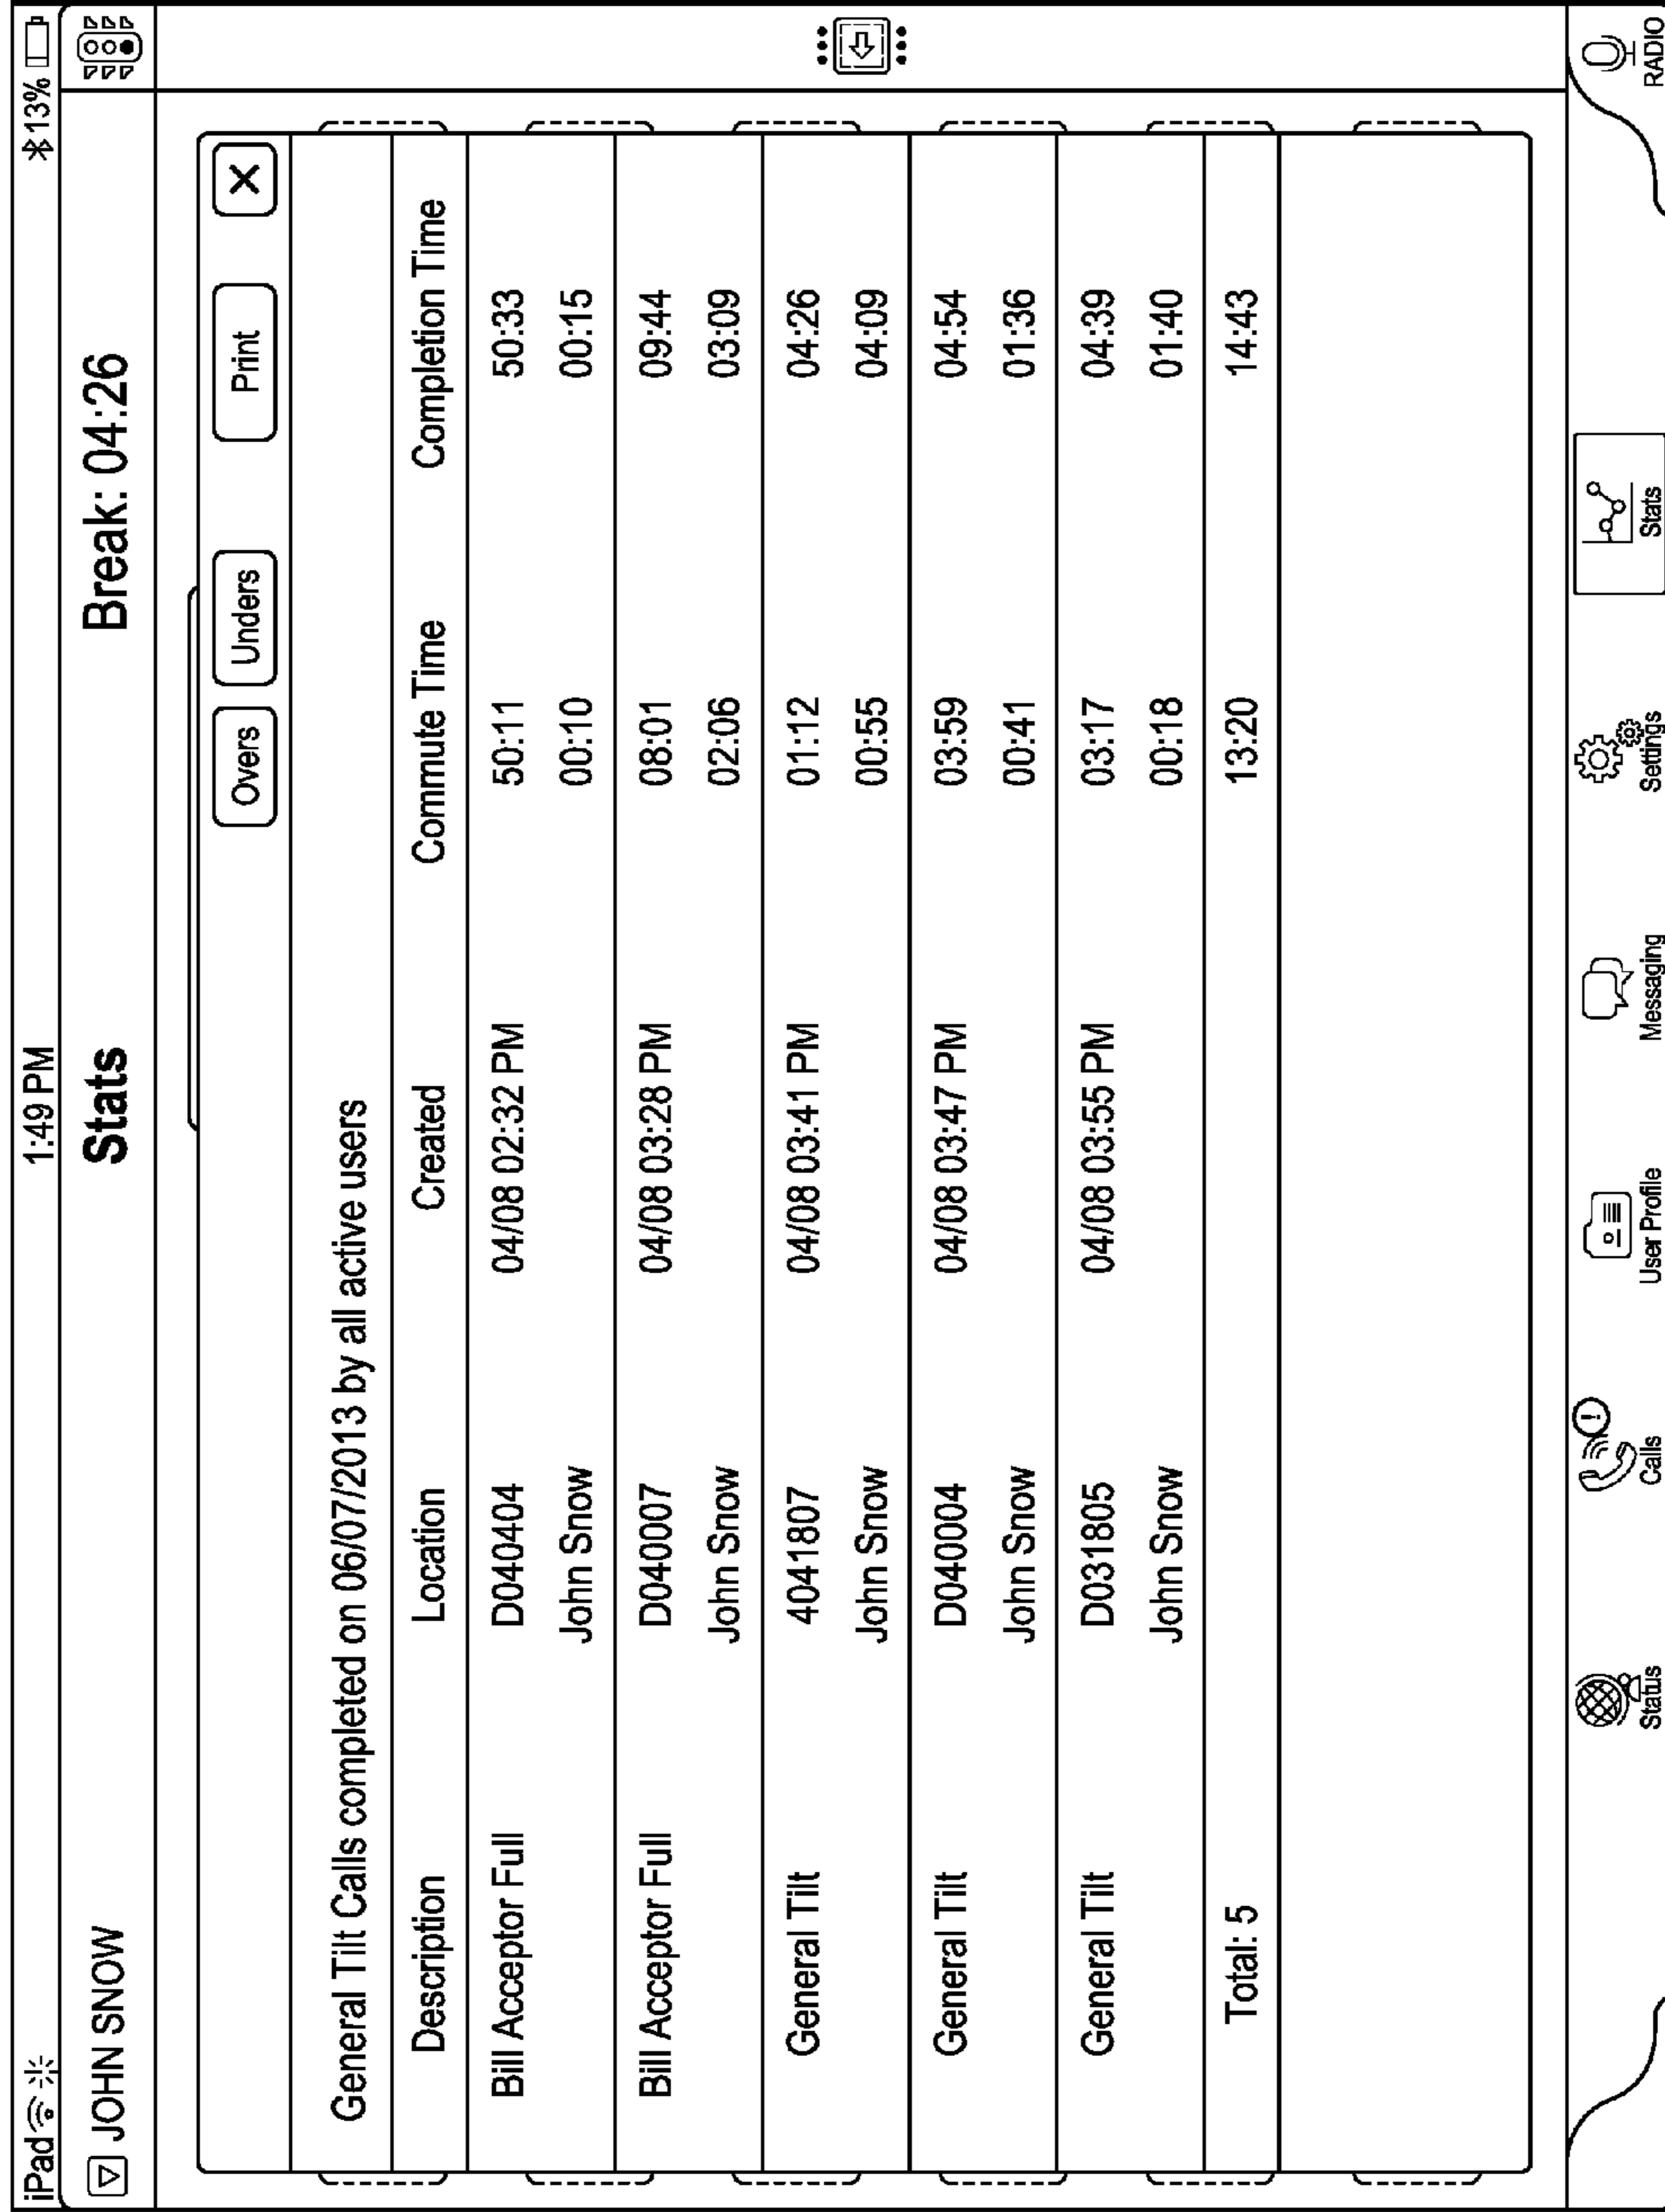 iPad 1:49 PM 13%
JOHN SNOW Stats Break: 04:26
Overs Unders Print X
General Tilt Calls completed on 06/07/2013 by all active users
Description Location Created Commute Time Completion Time
Bill Acceptor Full D040404 04/08 02:32 PM 50:11 50:33
John Snow 00:10 00:15
Bill Acceptor Full D040007 04/08 03:28 PM 08:01 09:44
John Snow 02:06 03:09
General Tilt 4041807 04/08 03:41 PM 01:12 04:26
John Snow 00:55 04:09
General Tilt D040004 04/08 03:47 PM 03:59 04:54
John Snow 00:41 01:36
General Tilt D031805 04/08 03:55 PM 03:17 04:39
John Snow 00:18 01:40
Total: 5 13:20 14:43
Status Calls User Profile Messaging Settings Stats RADIO